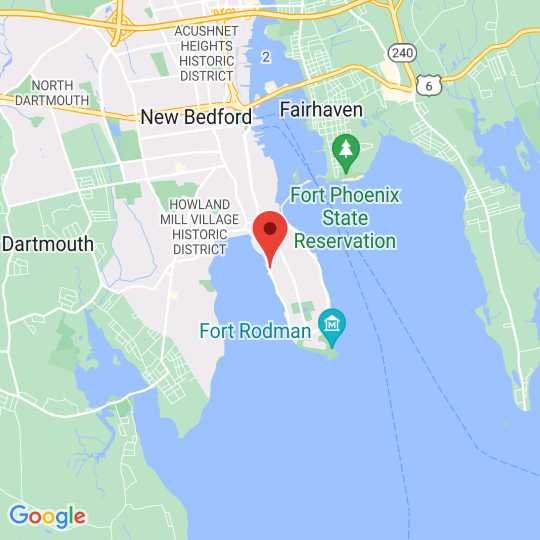 ACUSHNET
HEIGHTS
HISTORIC
DISTRICT
2
240
6
NORTH
DARTMOUTH
New Bedford
Fairhaven
HOWLAND
MILL VILLAGE
HISTORIC
DISTRICT
Fort Phoenix
State
Reservation
Dartmouth
Fort Rodman
M
Google